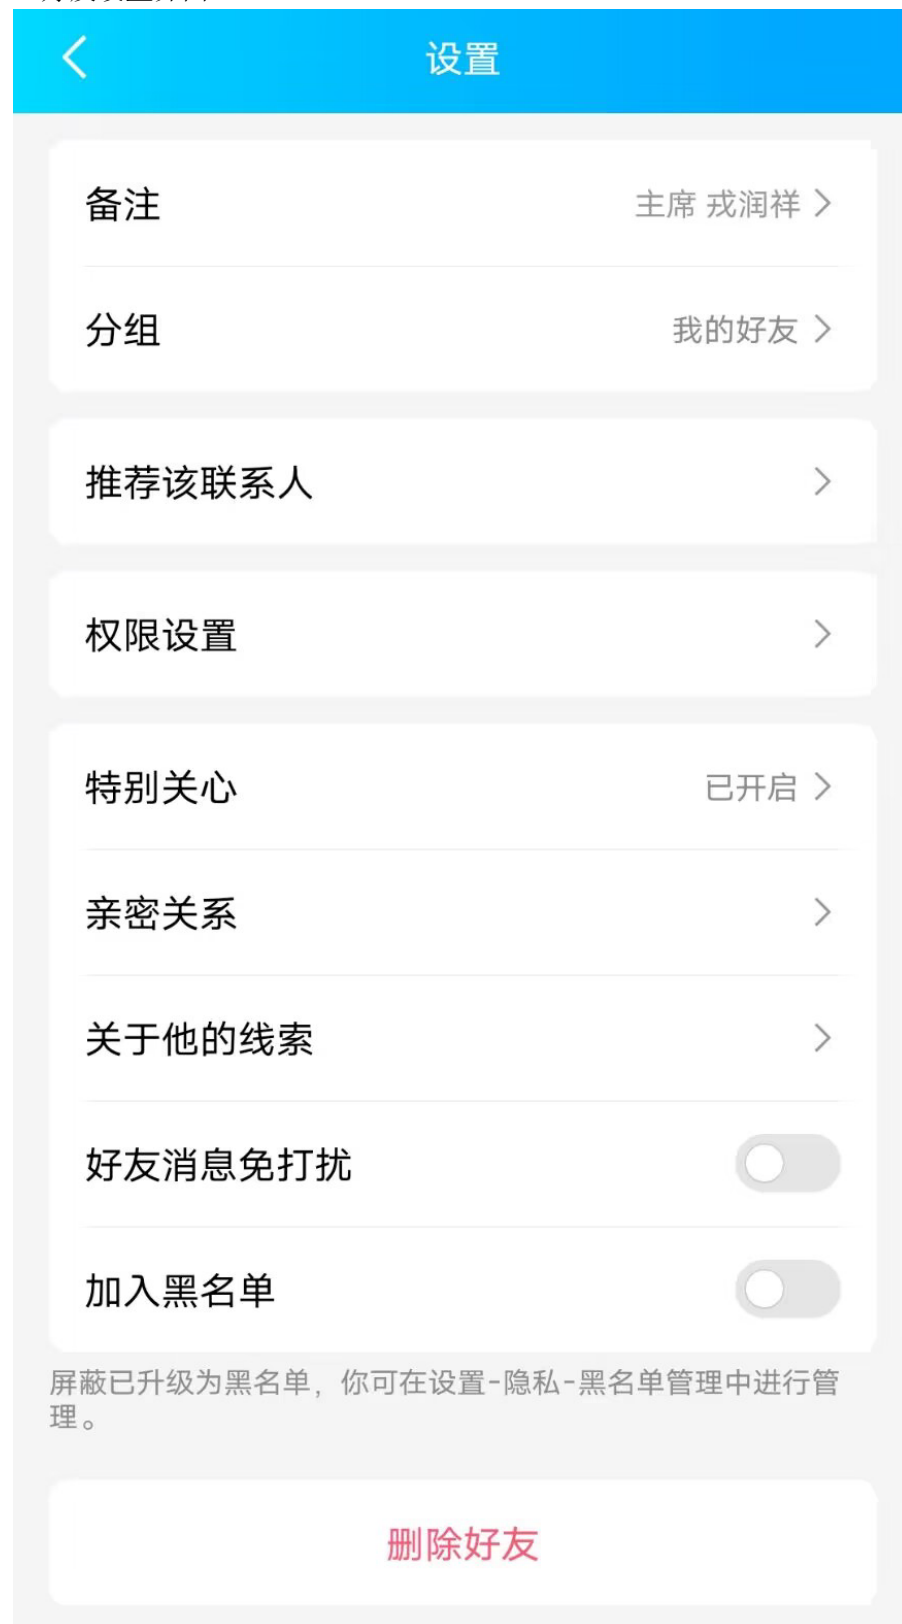 设置
备注
主席 戎润祥
分组
我的好友
推荐该联系人
权限设置
特别关心
已开启
亲密关系
关于他的线索
好友消息免打扰
加入黑名单
屏蔽已升级为黑名单，你可在设置-隐私-黑名单管理中进行管
理。
删除好友